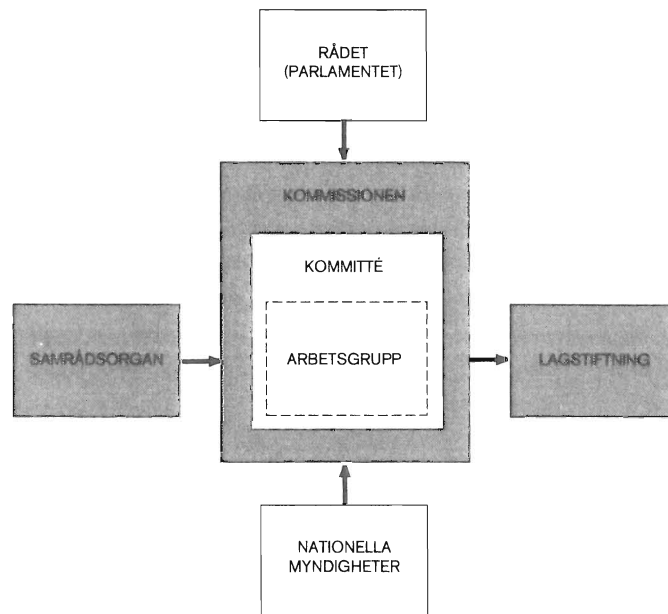 RÅDET
(PARLAMENTET)
KOMMISSIONEN
KOMMITTÉ
SAMRÅDSORGAN
ARBETSGRUPP
LAGSTIFTNING
NATIONELLA
MYNDIGHETER